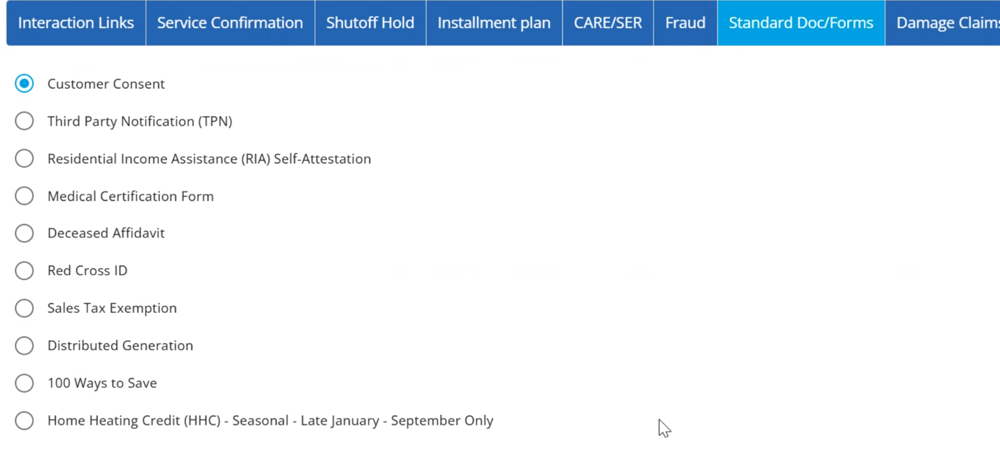 Interaction Links Service Confirmation Shutoff Hold Installment plan CARE/SER Fraud Standard Doc/Forms Damage Claims
Customer Consent
Third Party Notification (TPN)
Residential Income Assistance (RIA) Self-Attestation
Medical Certification Form
Deceased Affidavit
Red Cross ID
Sales Tax Exemption
Distributed Generation
100 Ways to Save
Home Heating Credit (HHC) - Seasonal - Late January - September Only